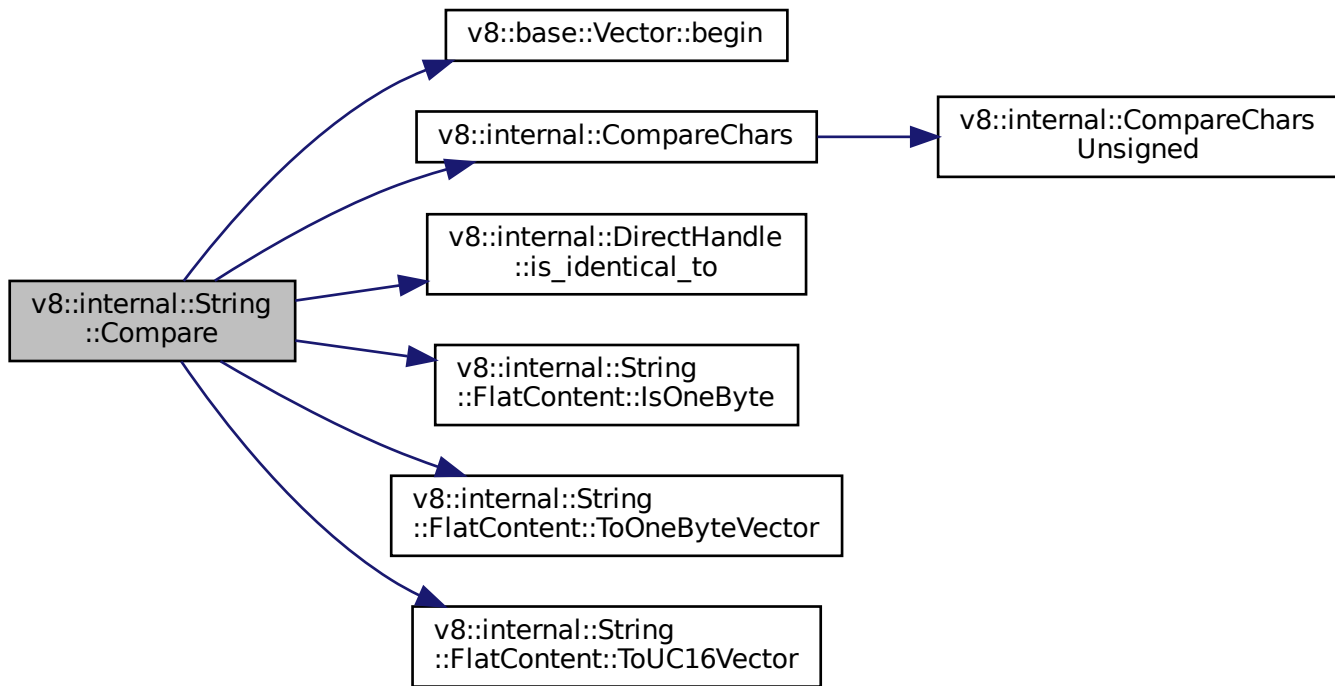 v8::base::Vector::begin
v8::internal::CompareChars
v8::internal::CompareChars
Unsigned
v8::internal::DirectHandle
::is_identical_to
v8::internal::String
::Compare
v8::internal::String
::FlatContent::IsOneByte
v8::internal::String
::FlatContent::ToOneByteVector
v8::internal::String
::FlatContent::ToUC16Vector